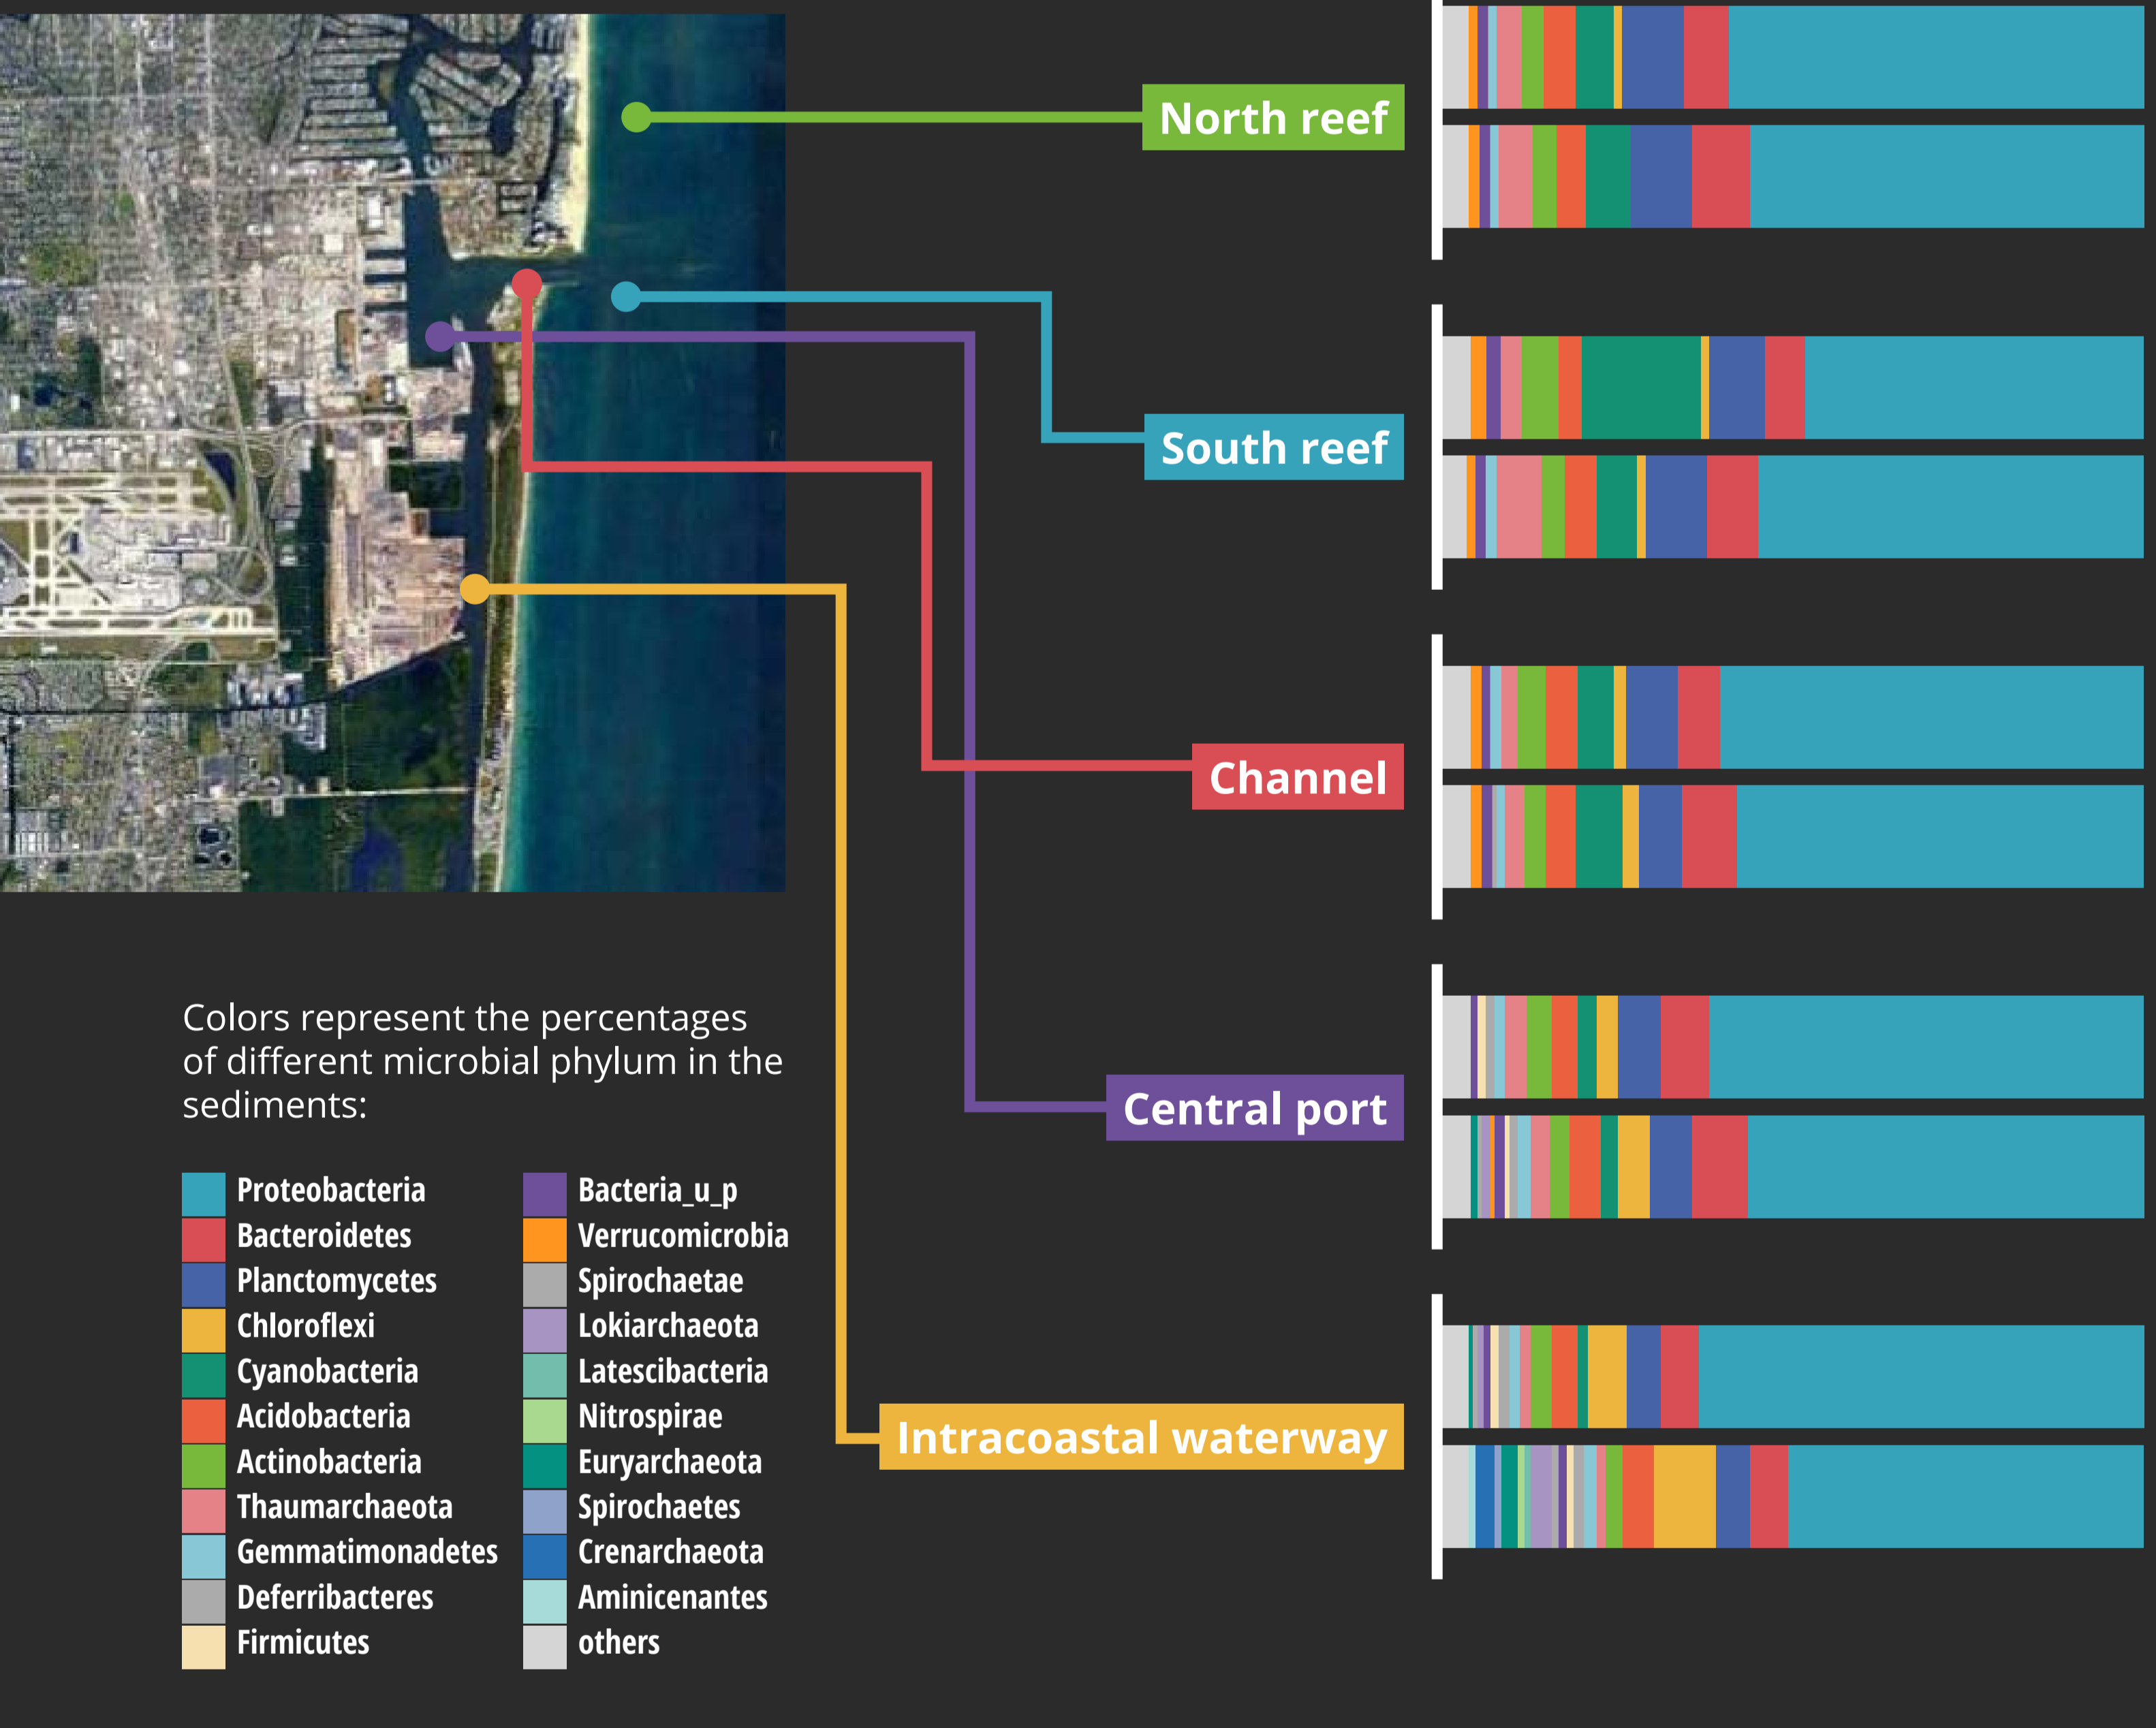 North reef
South reef
Channel
Central port
Intracoastal waterway
Colors represent the percentages
of different microbial phylum in the
sediments:
Proteobacteria
Bacteroidetes
Planctomycetes
Chloroflexi
Cyanobacteria
Acidobacteria
Actinobacteria
Thaumarchaeota
Gemmatimonadetes
Deferribacteres
Firmicutes
Bacteria_u_p
Verrucomicrobia
Spirochaetae
Lokiarchaeota
Latescibacteria
Nitrospirae
Euryarchaeota
Spirochaetes
Crenarchaeota
Aminicenantes
others